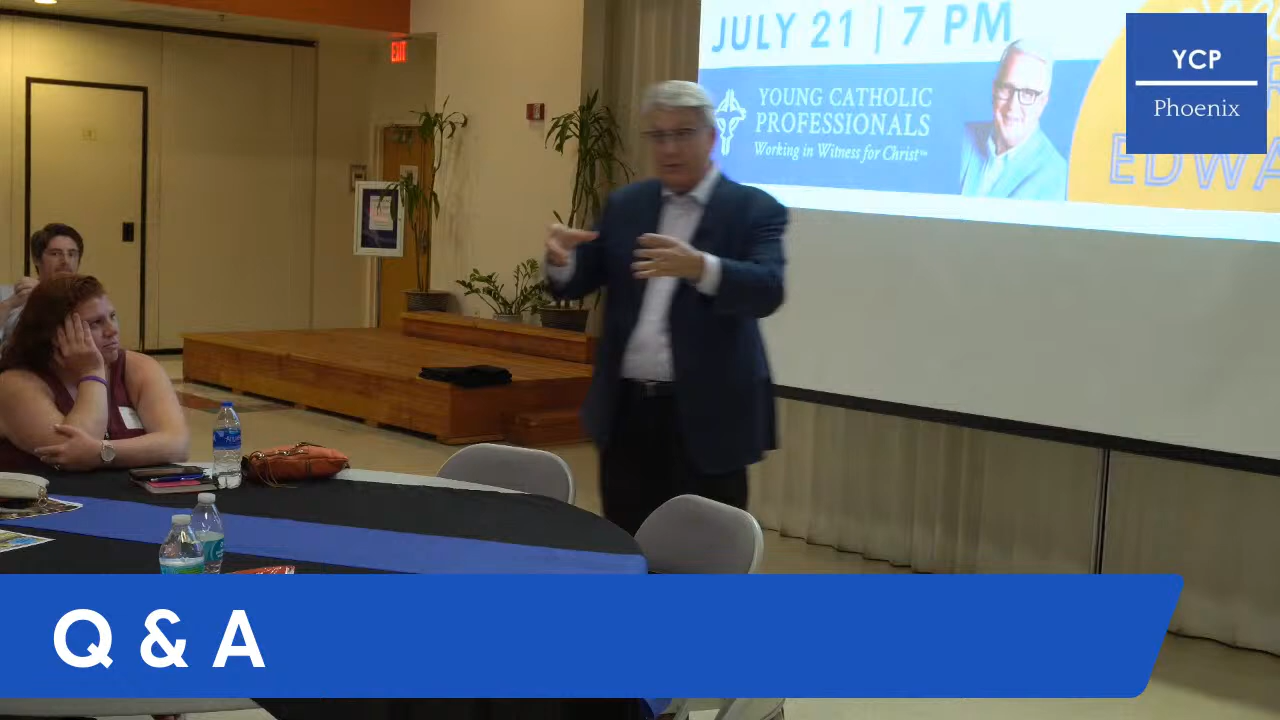 JULY 21 | 7 PM
YOUNG CATHOLIC
PROFESSIONALS
Working in Witness for Christ™
YCP
Phoenix
EXIT
Q & A